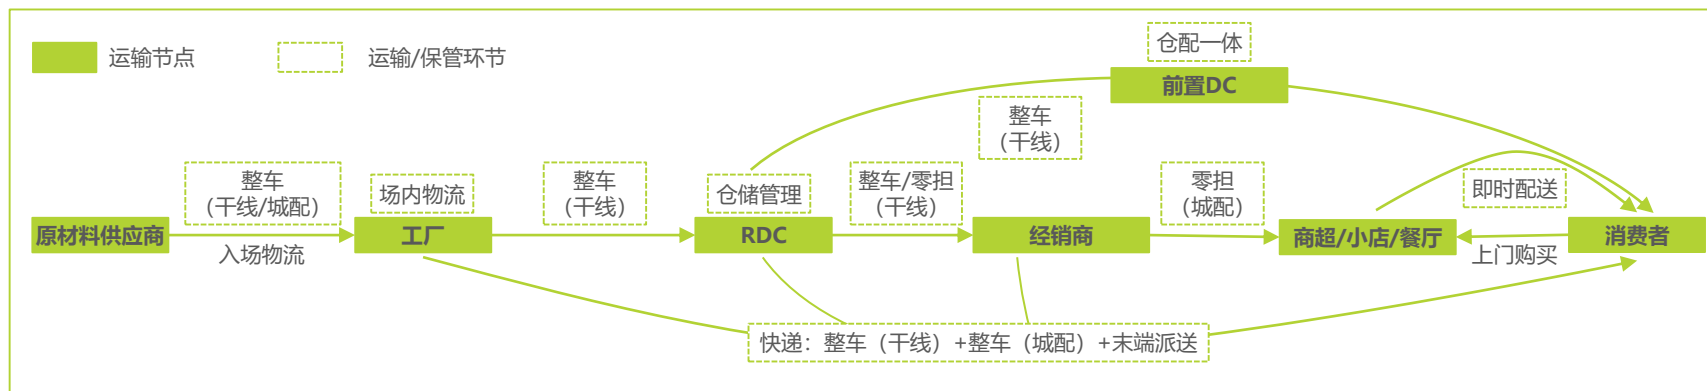 运输节点
运输/保管环节
仓配一体
前置DC
整车
（干线）
整车
（干线/城配）
场内物流
整车
（干线）
仓储管理
整车/零担
（干线）
零担
（城配）
即时配送
原材料供应商
入场物流
工厂
RDC
经销商
商超/小店/餐厅
上门购买
消费者
快递：整车（干线）+整车（城配）+末端派送